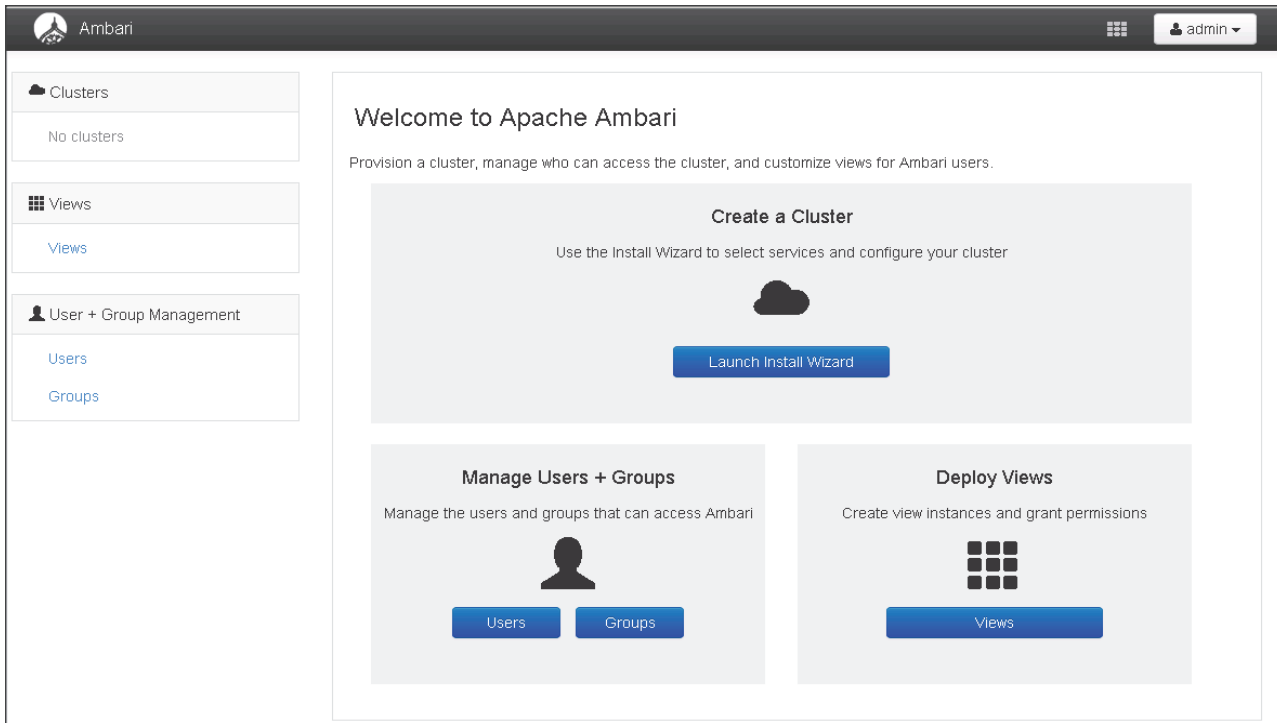 Ambari
admin
Clusters
No clusters
Views
Views
User + Group Management
Users
Groups
Welcome to Apache Ambari
Provision a cluster, manage who can access the cluster, and customize views for Ambari users.
Create a Cluster
Use the Install Wizard to select services and configure your cluster
Launch Install Wizard
Manage Users + Groups
Manage the users and groups that can access Ambari
Users
Groups
Deploy Views
Create view instances and grant permissions
Views